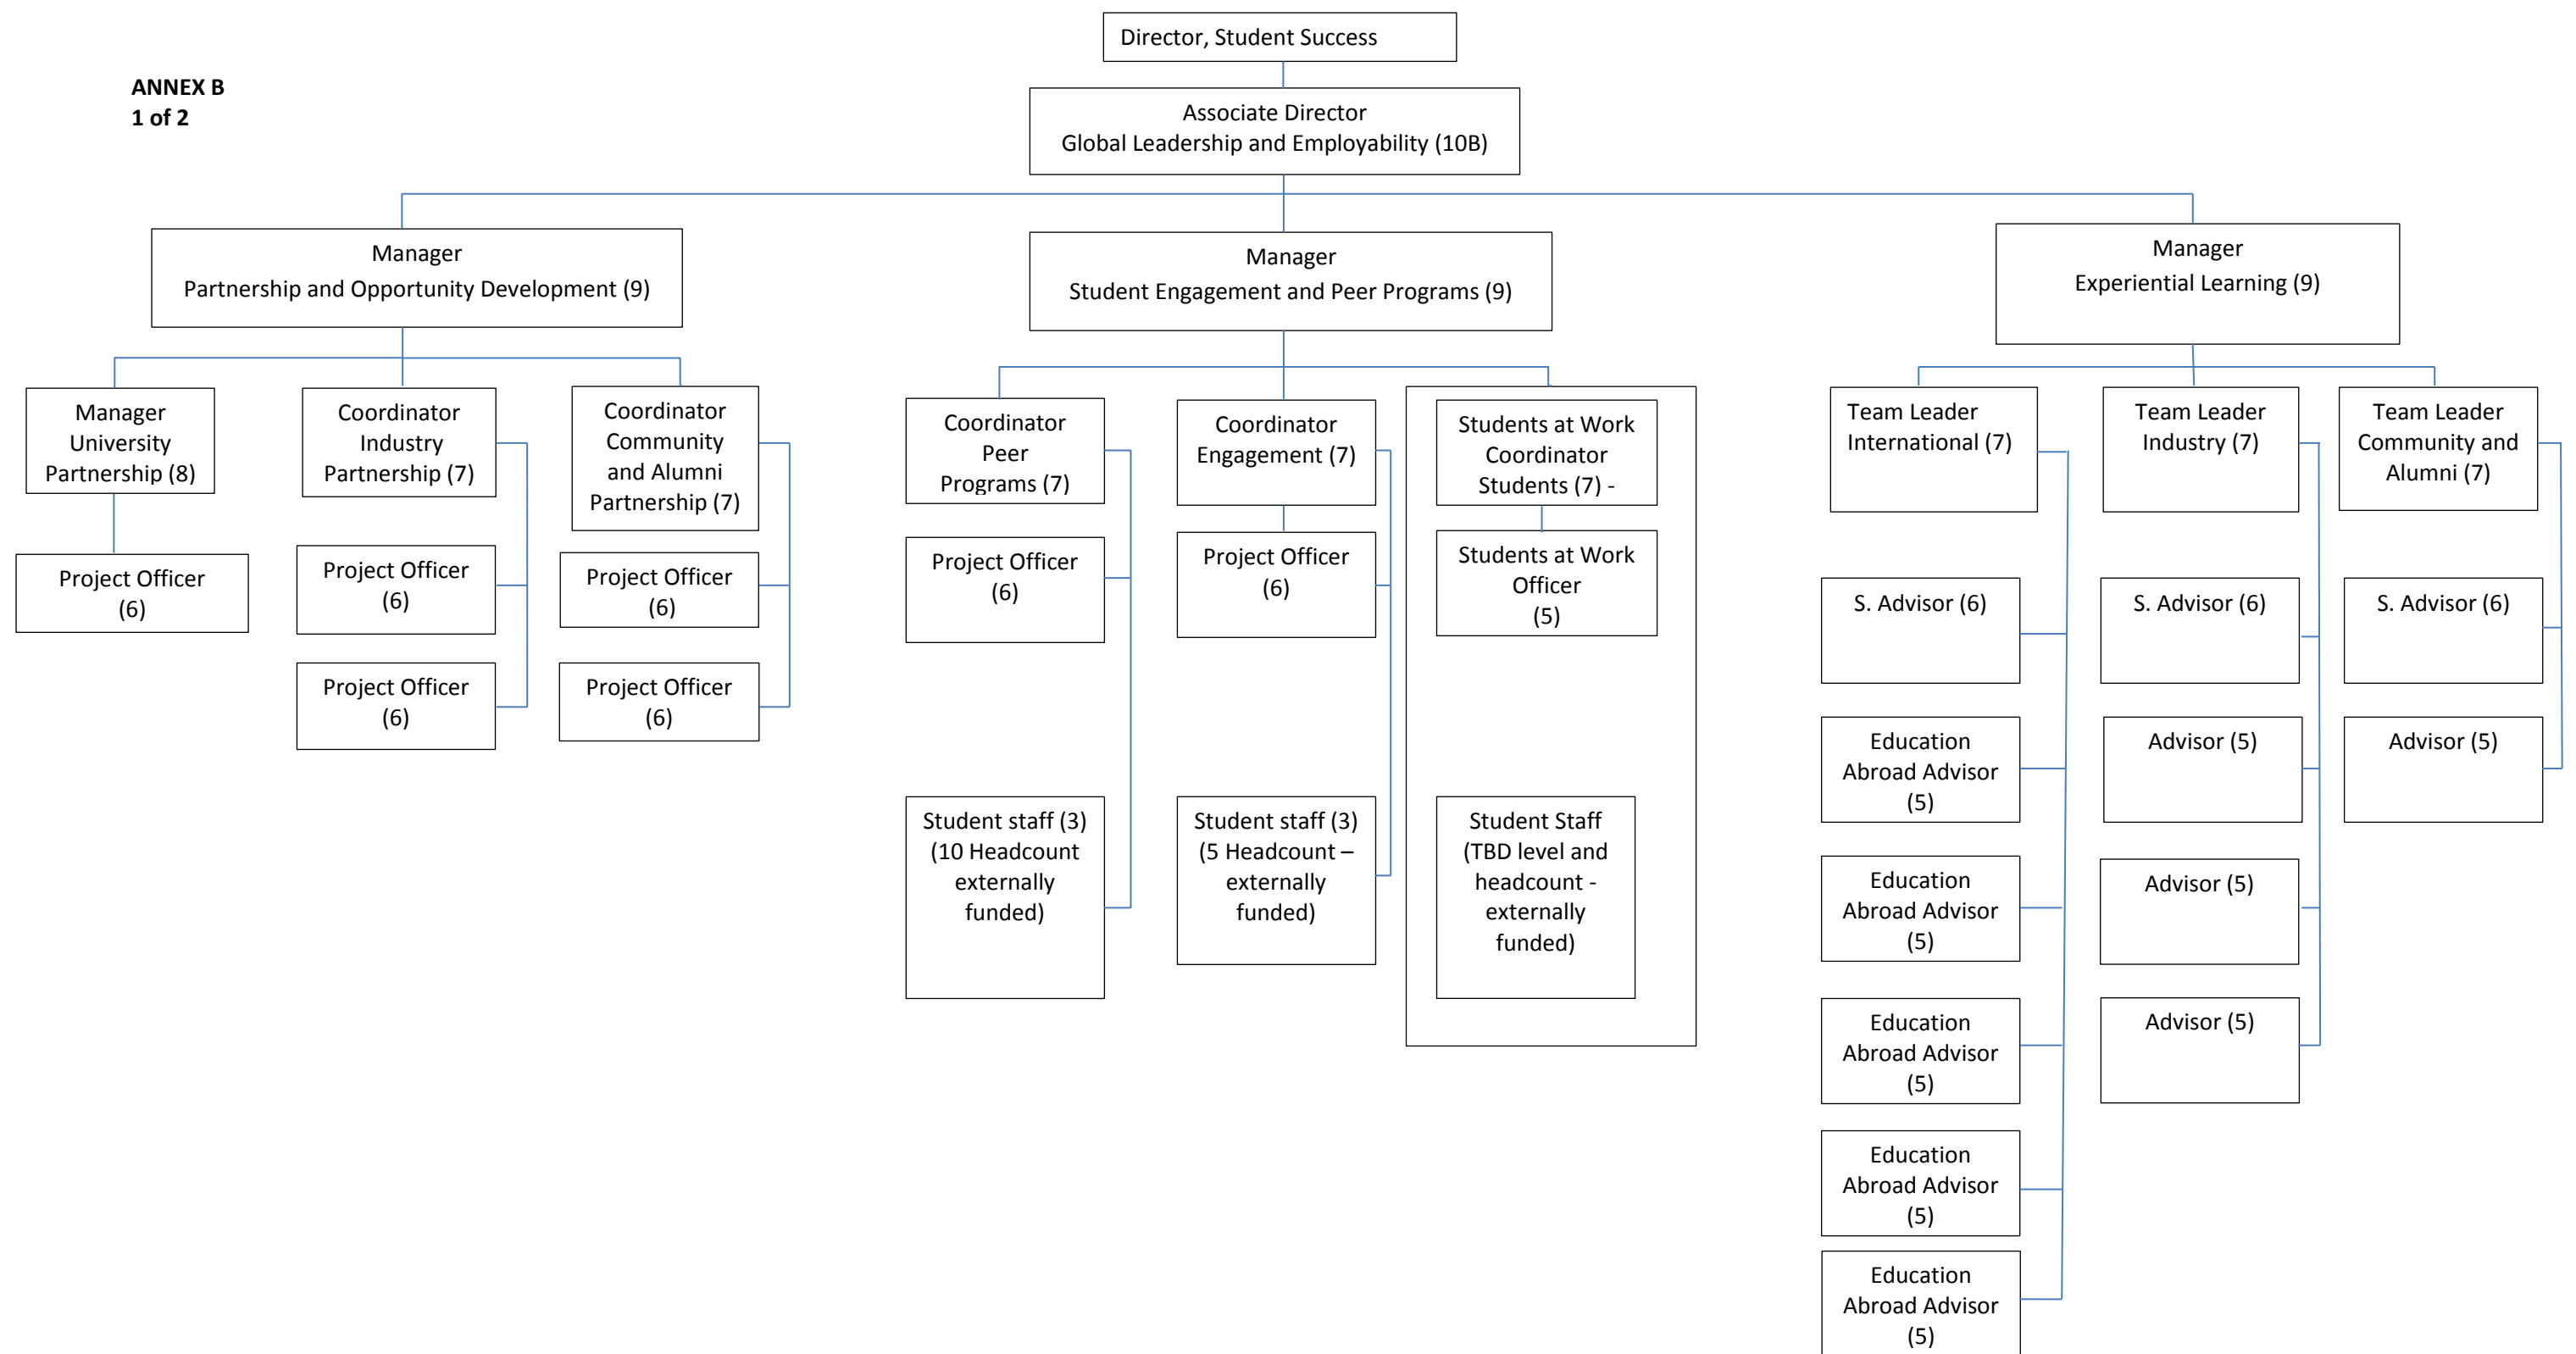 Director, Student Success
ANNEX B
1 of 2
Associate Director
Global Leadership and Employability (10B)
Manager
Partnership and Opportunity Development (9)
Manager
Student Engagement and Peer Programs (9)
Manager
Experiential Learning (9)
Manager
University
Partnership (8)
Project Officer
(6)
Coordinator
Industry
Partnership (7)
Project Officer
(6)
Project Officer
(6)
Coordinator
Community
and Alumni
Partnership (7)
Project Officer
(6)
Project Officer
(6)
Coordinator
Peer
Programs (7)
Project Officer
(6)
Student staff (3)
(10 Headcount
externally
funded)
Coordinator
Engagement (7)
Project Officer
(6)
Student staff (3)
(5 Headcount –
externally
funded)
Students at Work
Coordinator
Students (7) -
Students at Work
Officer
(5)
Student Staff
(TBD level and
headcount -
externally
funded)
Team Leader
International (7)
S. Advisor (6)
Education
Abroad Advisor
(5)
Education
Abroad Advisor
(5)
Education
Abroad Advisor
(5)
Education
Abroad Advisor
(5)
Education
Abroad Advisor
(5)
Team Leader
Industry (7)
S. Advisor (6)
Advisor (5)
Advisor (5)
Advisor (5)
Team Leader
Community and
Alumni (7)
S. Advisor (6)
Advisor (5)